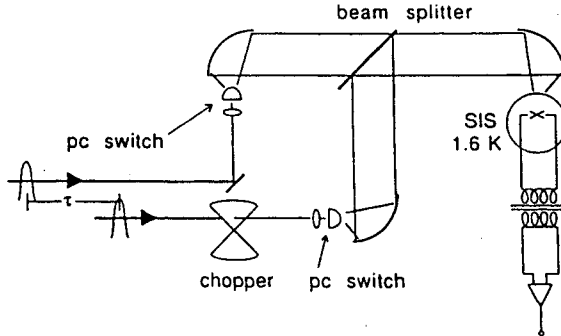 beam splitter
pc switch
SIS
1.6 K
τ
chopper
pc switch